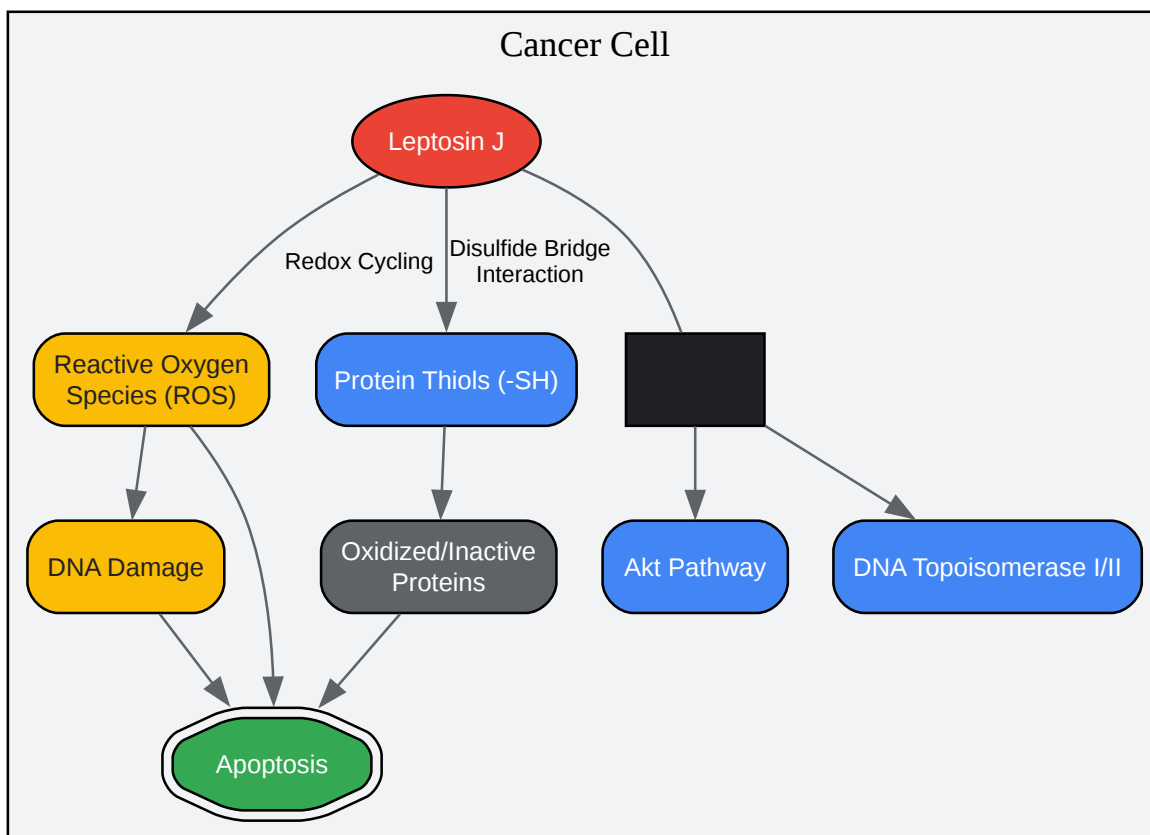 Cancer Cell
Leptosin J
Redox Cycling
Disulfide Bridge
Interaction
Reactive Oxygen
Species (ROS)
Protein Thiols (-SH)
DNA Damage
Oxidized/Inactive
Proteins
Akt Pathway
DNA Topoisomerase I/II
Apoptosis